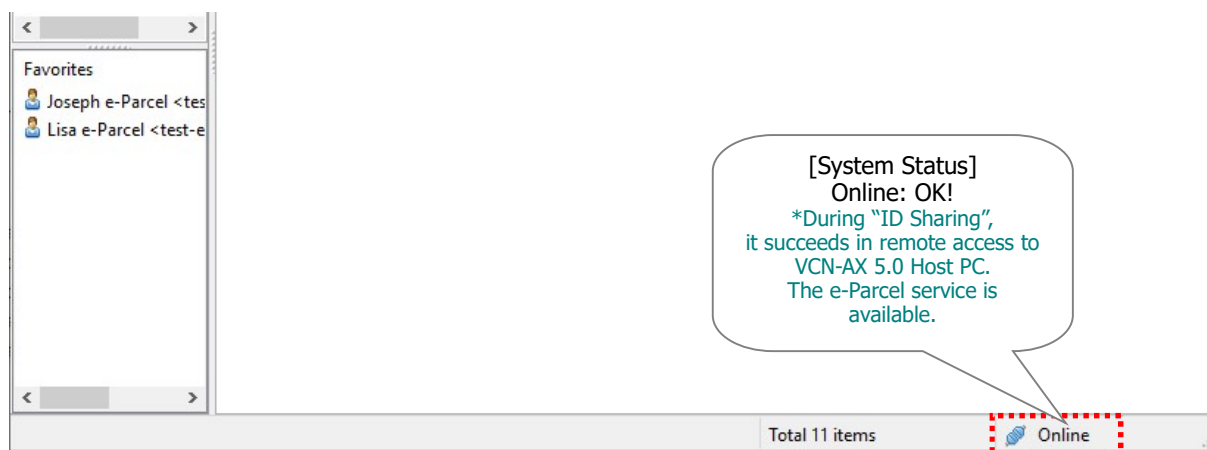 Favorites
Joseph e-Parcel <tes
Lisa e-Parcel <test-e
[System Status]
Online: OK!
*During “ID Sharing”,
it succeeds in remote access to
VCN-AX 5.0 Host PC.
The e-Parcel service is
available.
Total 11 items
Online